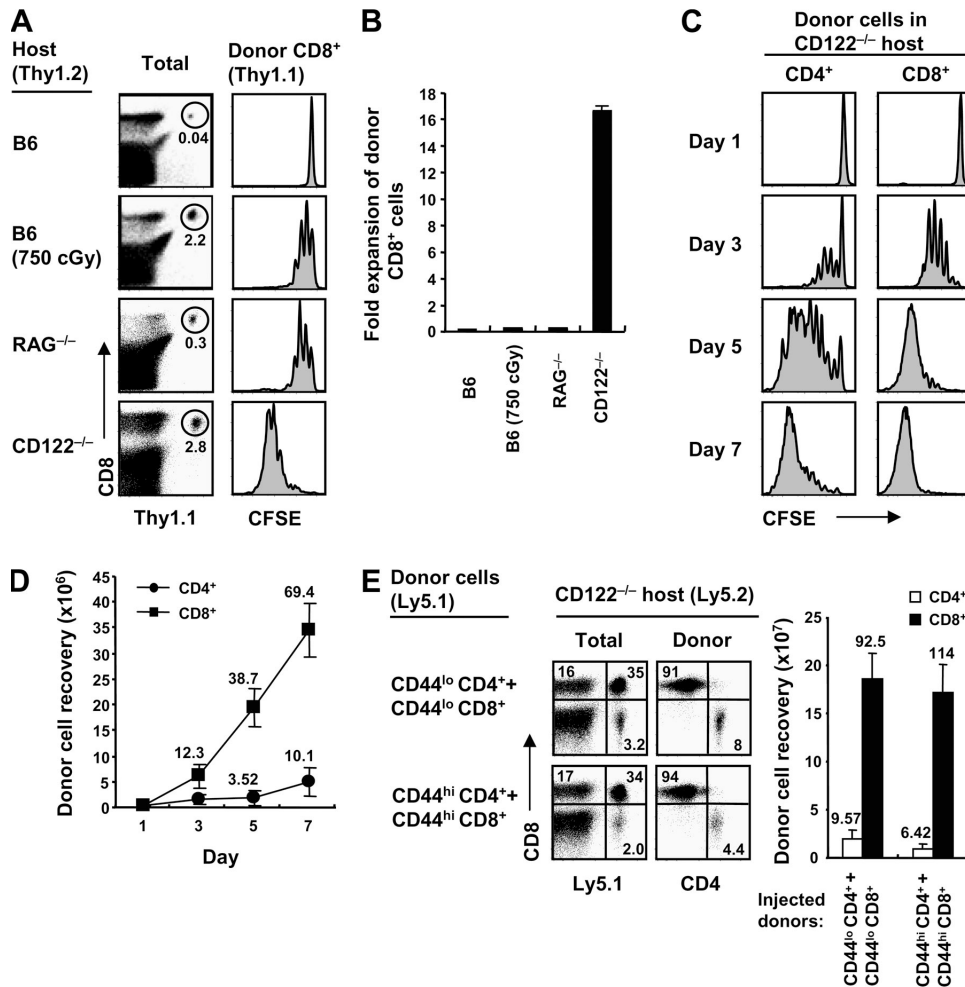 A
Host
(Thy1.2)
Total
Donor CD8⁺
(Thy1.1)
B6
0.04
B6
(750 cGy)
2.2
RAG⁻/⁻
0.3
CD122⁻/⁻
2.8
CD8
Thy1.1
CFSE
B
Fold expansion of donor
CD8⁺ cells
18
16
14
12
10
8
6
4
2
0
B6
B6 (750 cGy)
RAG⁻/⁻
CD122⁻/⁻
C
Donor cells in
CD122⁻/⁻ host
CD4⁺
CD8⁺
Day 1
Day 3
Day 5
Day 7
CFSE
D
Donor cell recovery (x10⁶)
45
40
35
30
25
20
15
10
5
0
CD4⁺
CD8⁺
69.4
38.7
12.3
3.52
10.1
1
3
5
7
Day
E
Donor cells
(Ly5.1)
CD122⁻/⁻ host (Ly5.2)
Total
Donor
CD44ˡᵒ CD4⁺+
CD44ˡᵒ CD8⁺
16
35
3.2
91
8
CD44ʰⁱ CD4⁺+
CD44ʰⁱ CD8⁺
17
34
2.0
94
4.4
CD8
Ly5.1
CD4
Donor cell recovery (x10⁷)
25
20
15
10
5
0
CD4⁺
CD8⁺
9.57
92.5
6.42
114
Injected
donors:
CD44ˡᵒ CD4⁺ +
CD44ˡᵒ CD8⁺
CD44ʰⁱ CD4⁺ +
CD44ʰⁱ CD8⁺